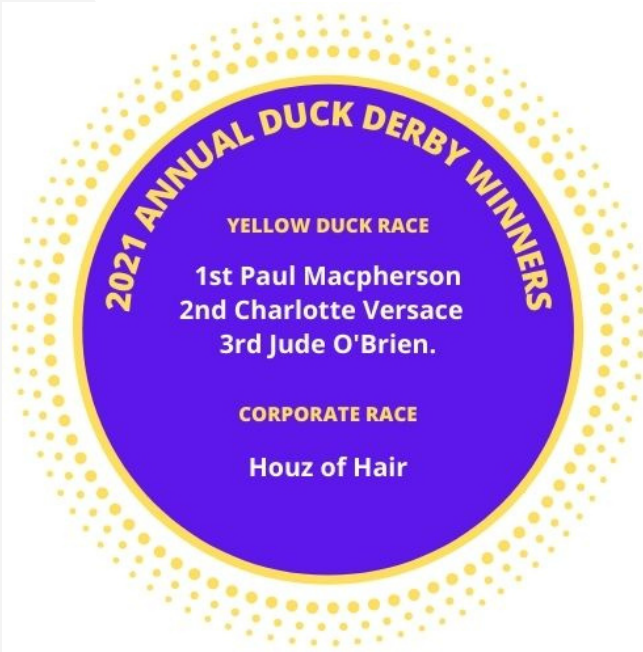 2021 ANNUAL DUCK DERBY WINNERS
YELLOW DUCK RACE
1st Paul Macpherson
2nd Charlotte Versace
3rd Jude O'Brien.
CORPORATE RACE
Houz of Hair